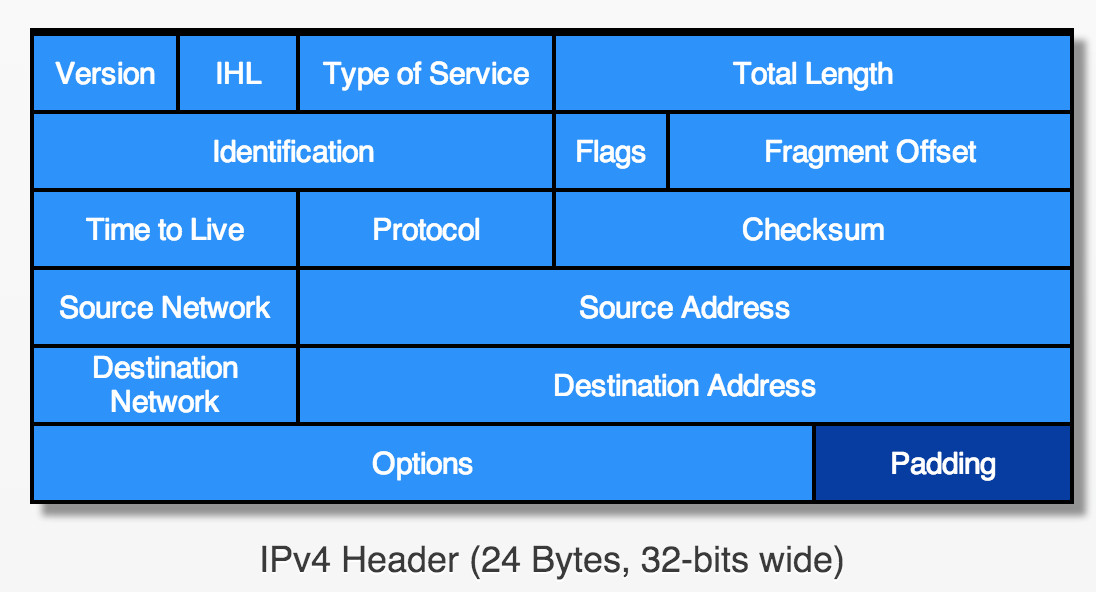 Version IHL Type of Service Total Length
Identification Flags Fragment Offset
Time to Live Protocol Checksum
Source Network Source Address
Destination
Network
Destination Address
Options Padding
IPv4 Header (24 Bytes, 32-bits wide)